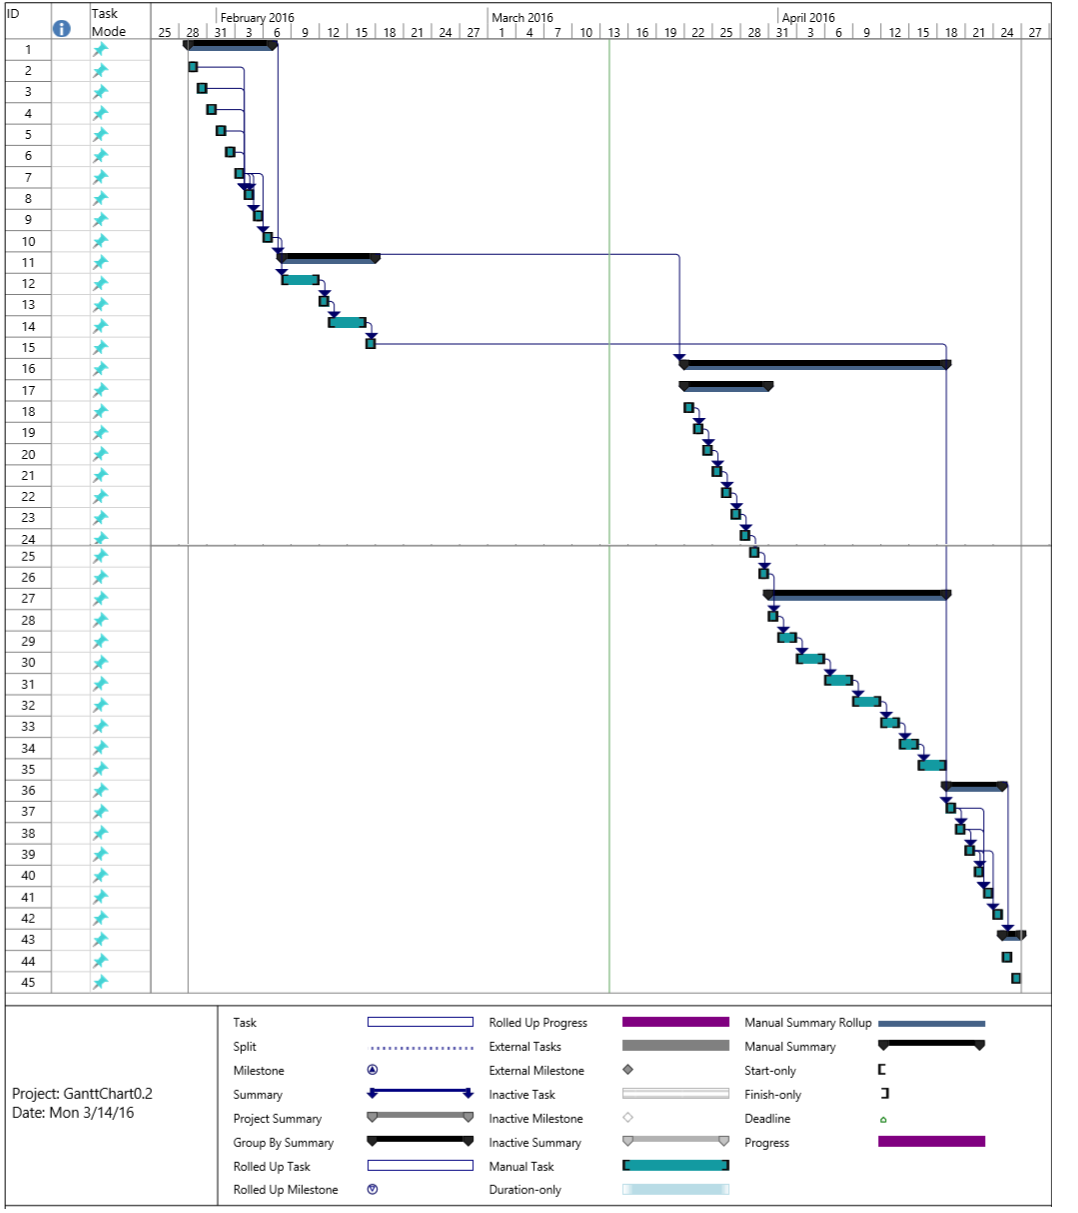 ID
Task
Mode
February 2016
March 2016
April 2016
25 28 31 3 6 9 12 15 18 21 24 27 1 4 7 10 13 16 19 22 25 28 31 3 6 9 12 15 18 21 24 27
1
2
3
4
5
6
7
8
9
10
11
12
13
14
15
16
17
18
19
20
21
22
23
24
25
26
27
28
29
30
31
32
33
34
35
36
37
38
39
40
41
42
43
44
45
Project: GanttChart0.2
Date: Mon 3/14/16
Task
Split
Milestone
Summary
Project Summary
Group By Summary
Rolled Up Task
Rolled Up Milestone
Rolled Up Progress
External Tasks
External Milestone
Inactive Task
Inactive Milestone
Inactive Summary
Manual Task
Duration-only
Manual Summary Rollup
Manual Summary
Start-only
Finish-only
Deadline
Progress